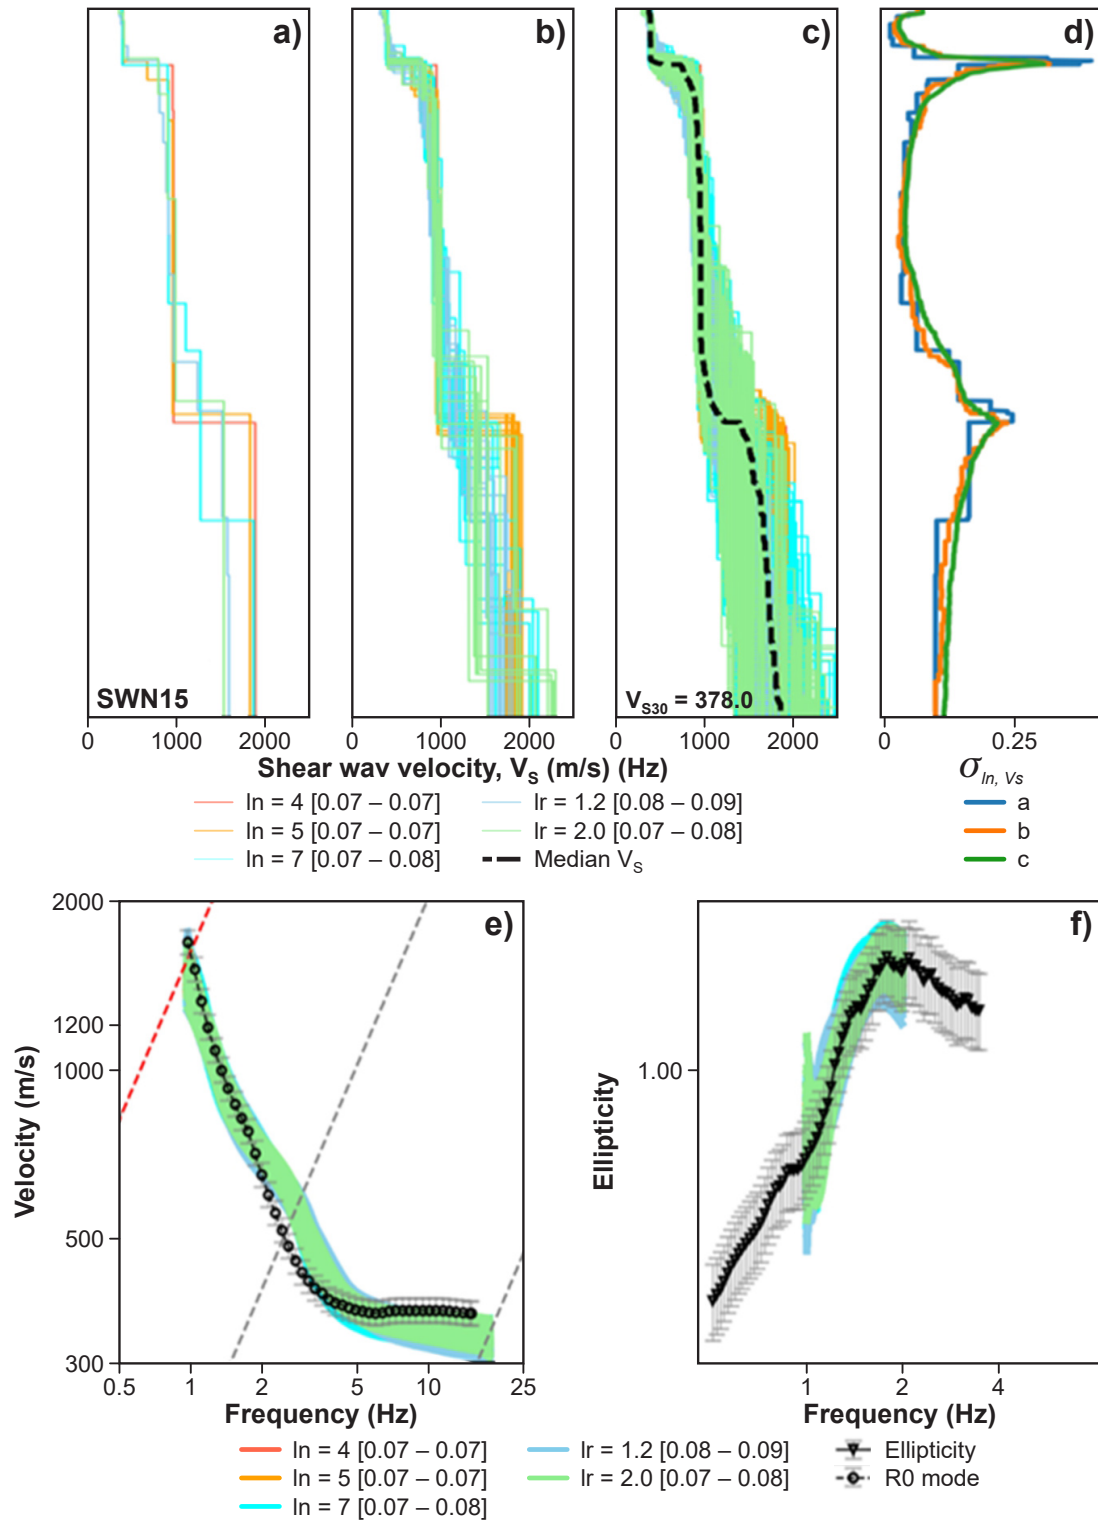 a)
b)
c)
d)
SWN15
V_S30 = 378.0
0 1000 2000 0 1000 2000 0 1000 2000 0 0.25
Shear wav velocity, V_S (m/s) (Hz)
σ_ln, Vs
ln = 4 [0.07 – 0.07]
ln = 5 [0.07 – 0.07]
ln = 7 [0.07 – 0.08]
lr = 1.2 [0.08 – 0.09]
lr = 2.0 [0.07 – 0.08]
Median V_S
a
b
c
e)
2000
1200
1000
500
300
Velocity (m/s)
0.5 1 2 5 10 25
Frequency (Hz)
f)
1.00
Ellipticity
1 2 4
Frequency (Hz)
ln = 4 [0.07 – 0.07]
ln = 5 [0.07 – 0.07]
ln = 7 [0.07 – 0.08]
lr = 1.2 [0.08 – 0.09]
lr = 2.0 [0.07 – 0.08]
Ellipticity
R0 mode